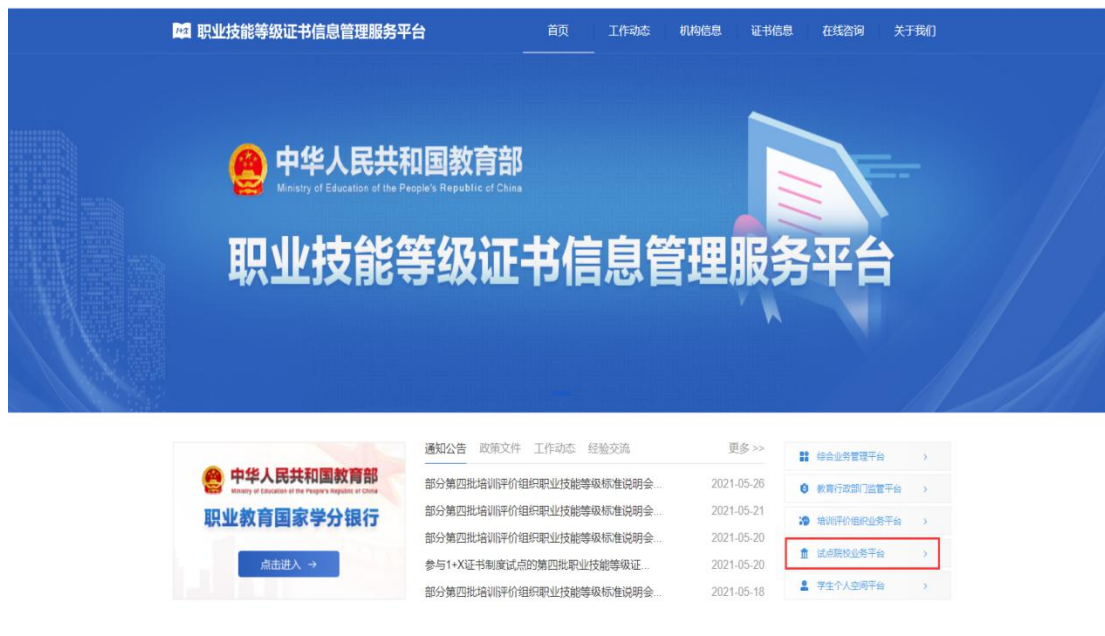 1+X 职业技能等级证书信息管理服务平台
首页 工作动态 机构信息 证书信息 在线咨询 关于我们
中华人民共和国教育部
Ministry of Education of the People's Republic of China
职业技能等级证书信息管理服务平台
中华人民共和国教育部
Ministry of Education of the People's Republic of China
职业教育国家学分银行
点击进入 →
通知公告 政策文件 工作动态 经验交流 更多 >>
部分第四批培训评价组织职业技能等级标准说明会... 2021-05-26
部分第四批培训评价组织职业技能等级标准说明会... 2021-05-21
部分第四批培训评价组织职业技能等级标准说明会... 2021-05-20
参与1+X证书制度试点的第四批职业技能等级证... 2021-05-20
部分第四批培训评价组织职业技能等级标准说明会... 2021-05-18
综合业务管理平台 >
教育行政部门监管平台 >
培训评价组织业务平台 >
试点院校业务平台 >
学生个人空间平台 >